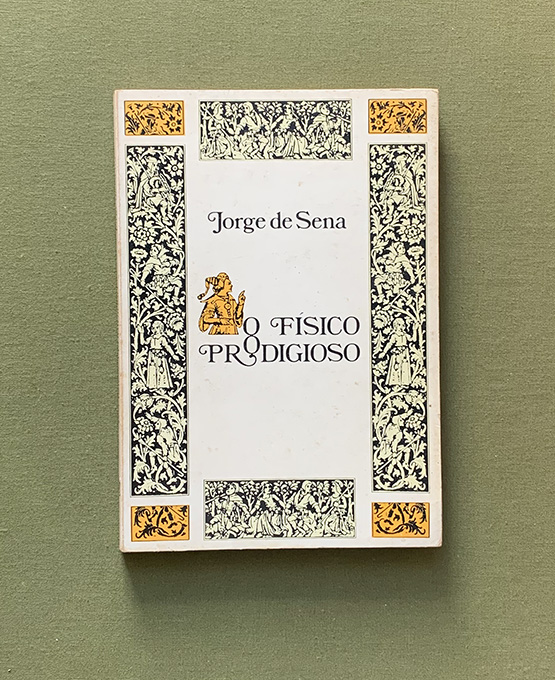 Jorge de Sena
O FÍSICO
PRODIGIOSO